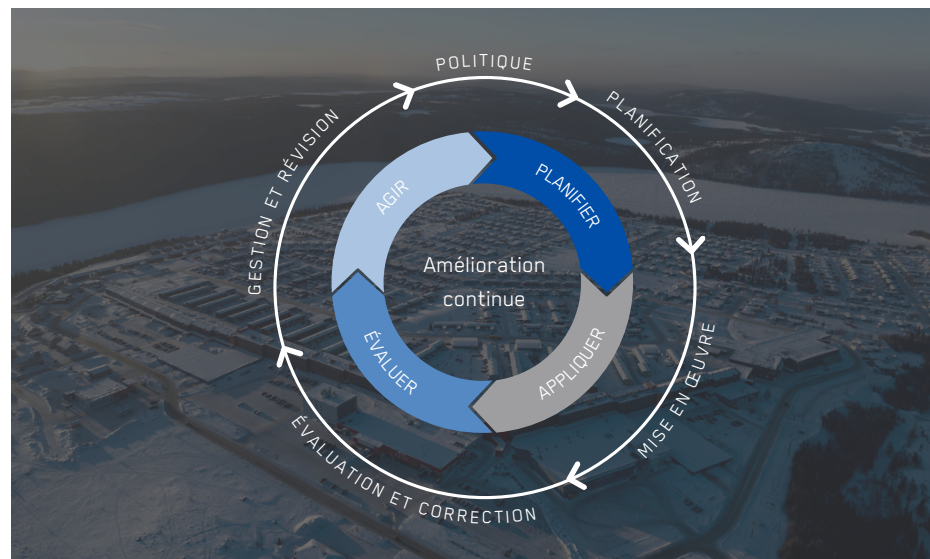 POLITIQUE
PLANIFICATION
MISE EN ŒUVRE
ÉVALUATION ET CORRECTION
GESTION ET RÉVISION
PLANIFIER
APPLIQUER
ÉVALUER
AGIR
Amélioration
continue